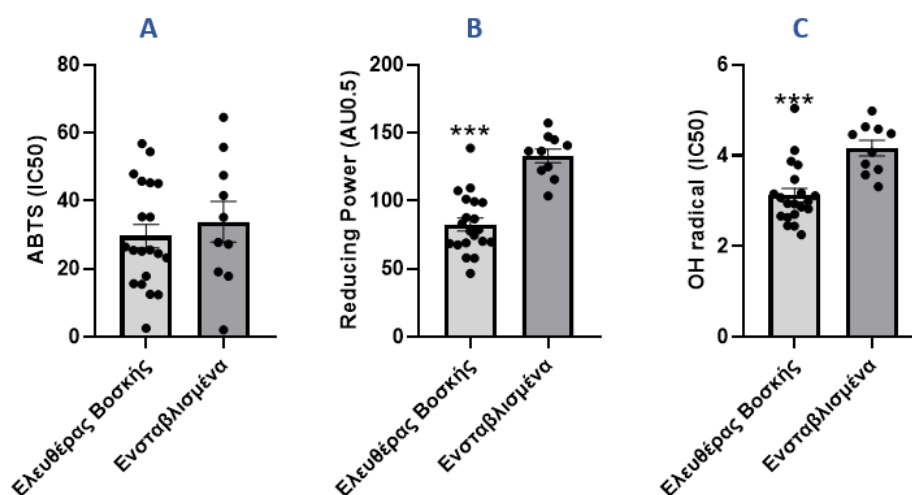 A
ABTS (IC50)
80
60
40
20
0
Ελευθέρας Βοσκής
Ενσταβλισμένα
B
Reducing Power (AU0.5)
200
150
100
50
0
***
Ελευθέρας Βοσκής
Ενσταβλισμένα
C
OH radical (IC50)
6
4
2
0
***
Ελευθέρας Βοσκής
Ενσταβλισμένα